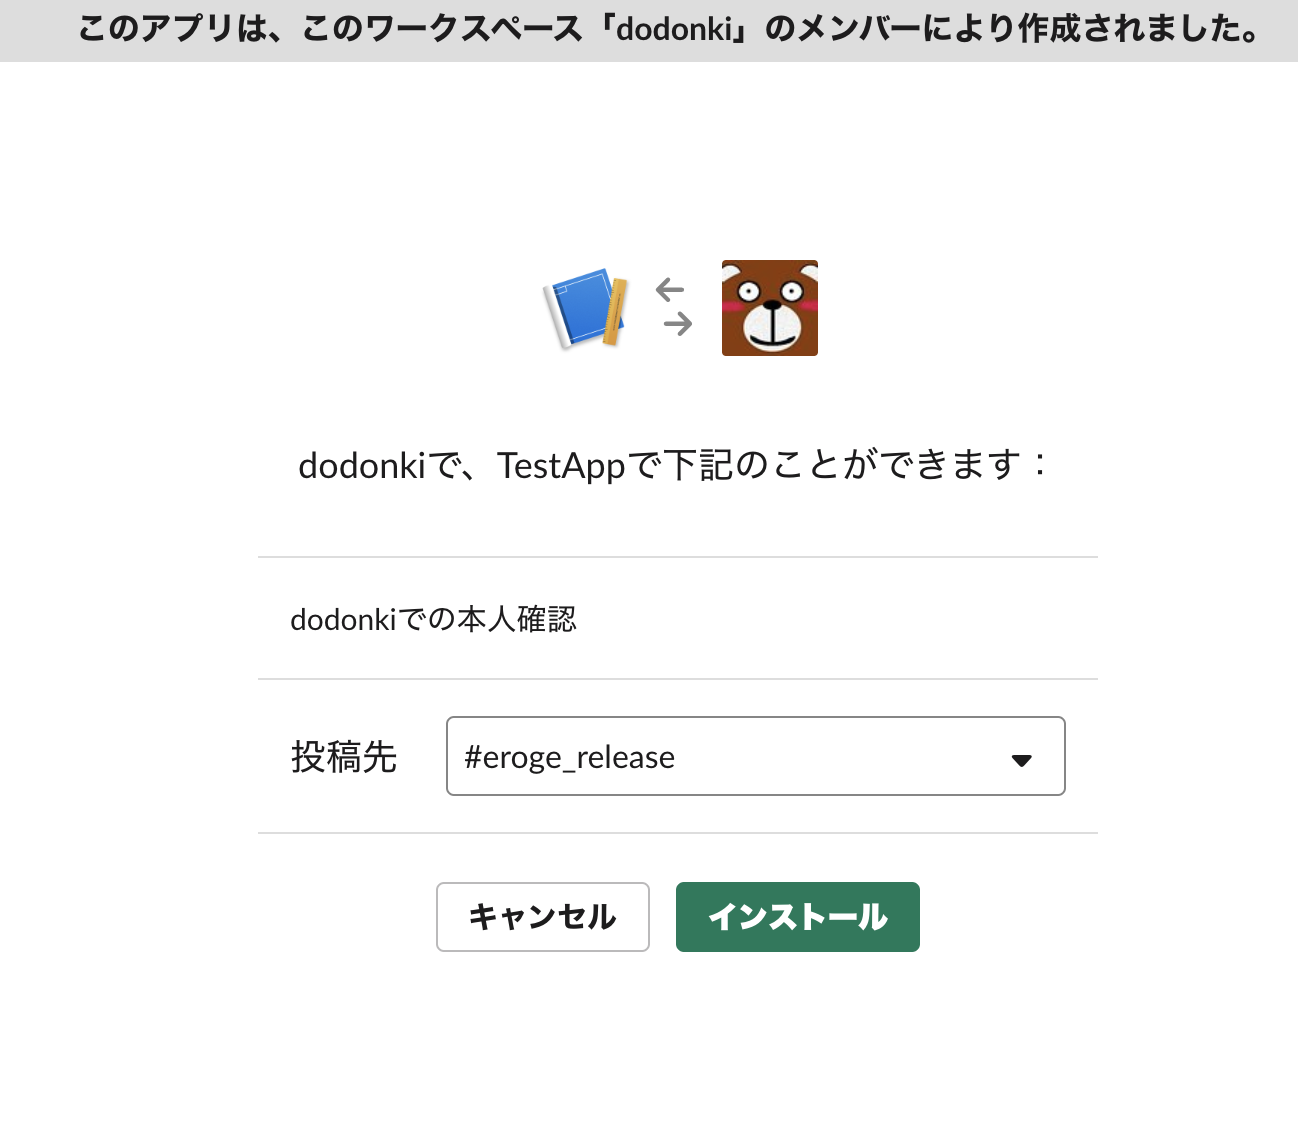 このアプリは、このワークスペース「dodonki」のメンバーにより作成されました。
dodonkiで、TestAppで下記のことができます：
dodonkiでの本人確認
投稿先
#eroge_release
キャンセル
インストール